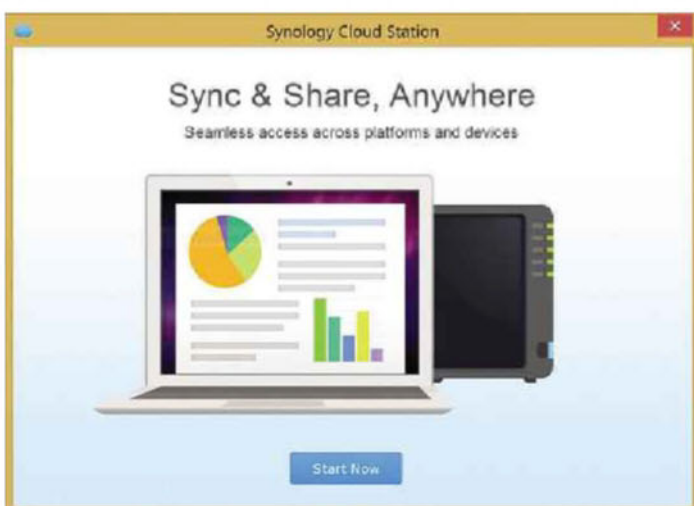 Synology Cloud Station
Sync & Share, Anywhere
Seamless access across platforms and devices
Start Now